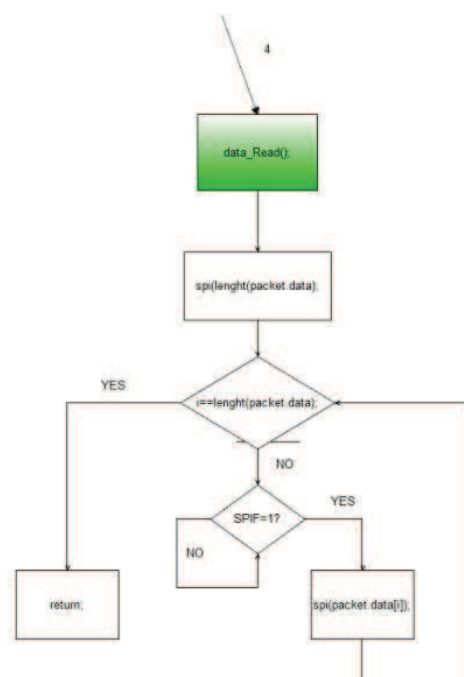 4
data_Read();
spi(lenght(packet.data);
i==lenght(packet.data);
YES
NO
SPIF=1?
YES
NO
return;
spi(packet.data[i]);